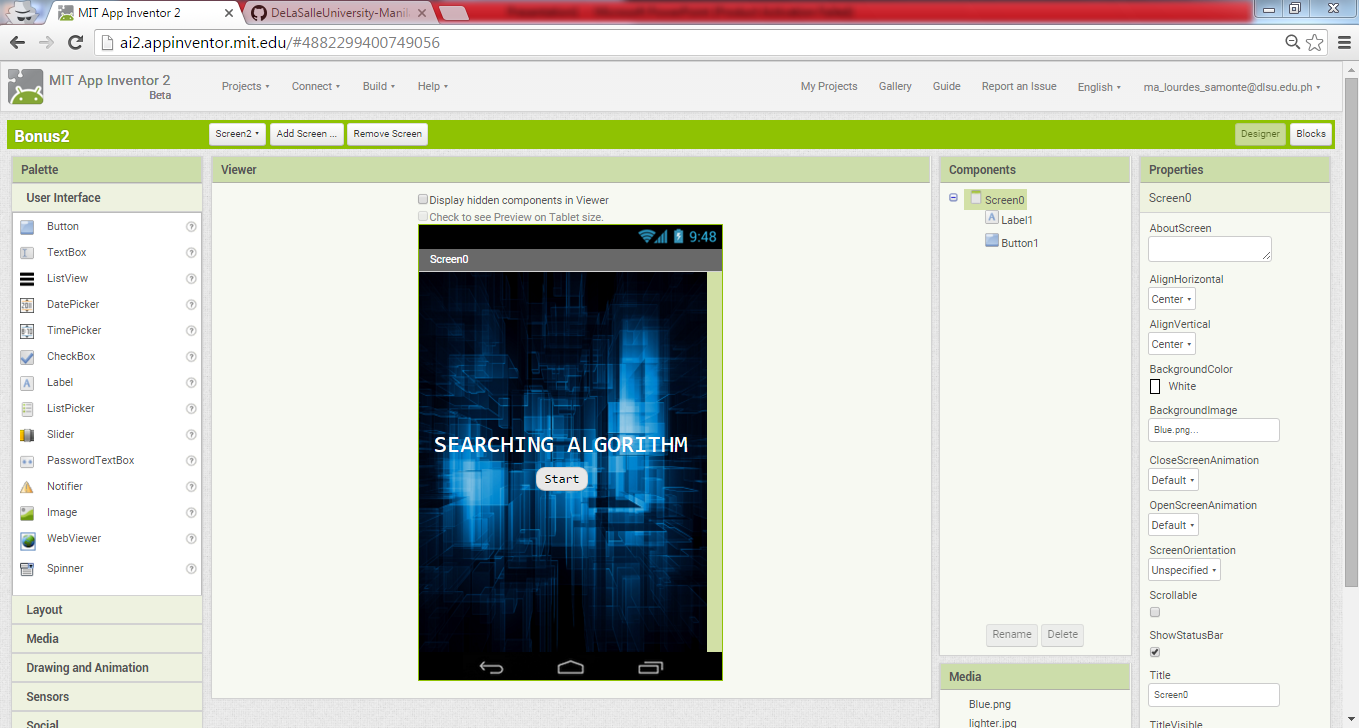 MIT App Inventor 2
DeLaSalleUniversity-Manil
ai2.appinventor.mit.edu/#4882299400749056
MIT App Inventor 2
Beta
Projects Connect Build Help
My Projects Gallery Guide Report an Issue English ma_lourdes_samonte@dlsu.edu.ph
Bonus2
Screen2 Add Screen ... Remove Screen
Designer Blocks
Palette
User Interface
Button
TextBox
ListView
DatePicker
TimePicker
CheckBox
Label
ListPicker
Slider
PasswordTextBox
Notifier
Image
WebViewer
Spinner
Layout
Media
Drawing and Animation
Sensors
Social
Viewer
Display hidden components in Viewer
Check to see Preview on Tablet size.
9:48
Screen0
SEARCHING ALGORITHM
Start
Components
Screen0
Label1
Button1
Rename Delete
Media
Blue.png
lighter.jpg
Properties
Screen0
AboutScreen
AlignHorizontal
Center
AlignVertical
Center
BackgroundColor
White
BackgroundImage
Blue.png...
CloseScreenAnimation
Default
OpenScreenAnimation
Default
ScreenOrientation
Unspecified
Scrollable
ShowStatusBar
Title
Screen0
TitleVisible